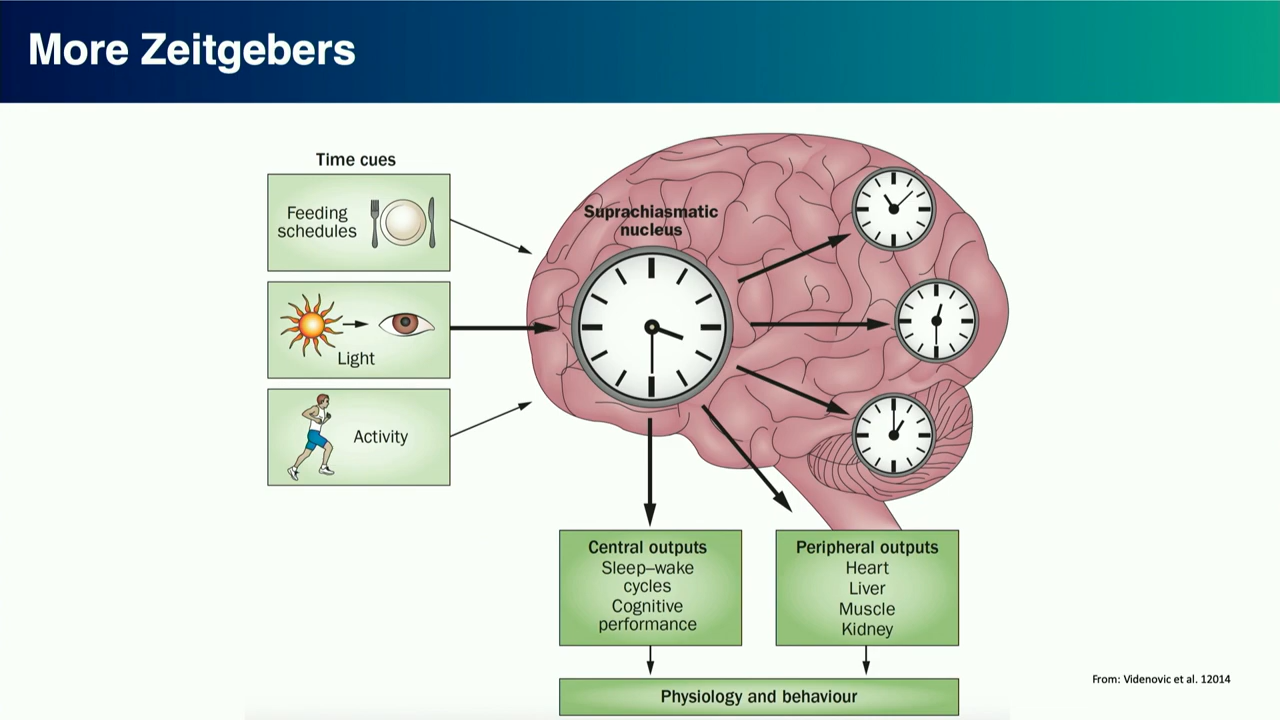 More Zeitgebers
Time cues
Feeding
schedules
Light
Activity
Suprachiasmatic
nucleus
Central outputs
Sleep–wake
cycles
Cognitive
performance
Peripheral outputs
Heart
Liver
Muscle
Kidney
Physiology and behaviour
From: Videnovic et al. 12014